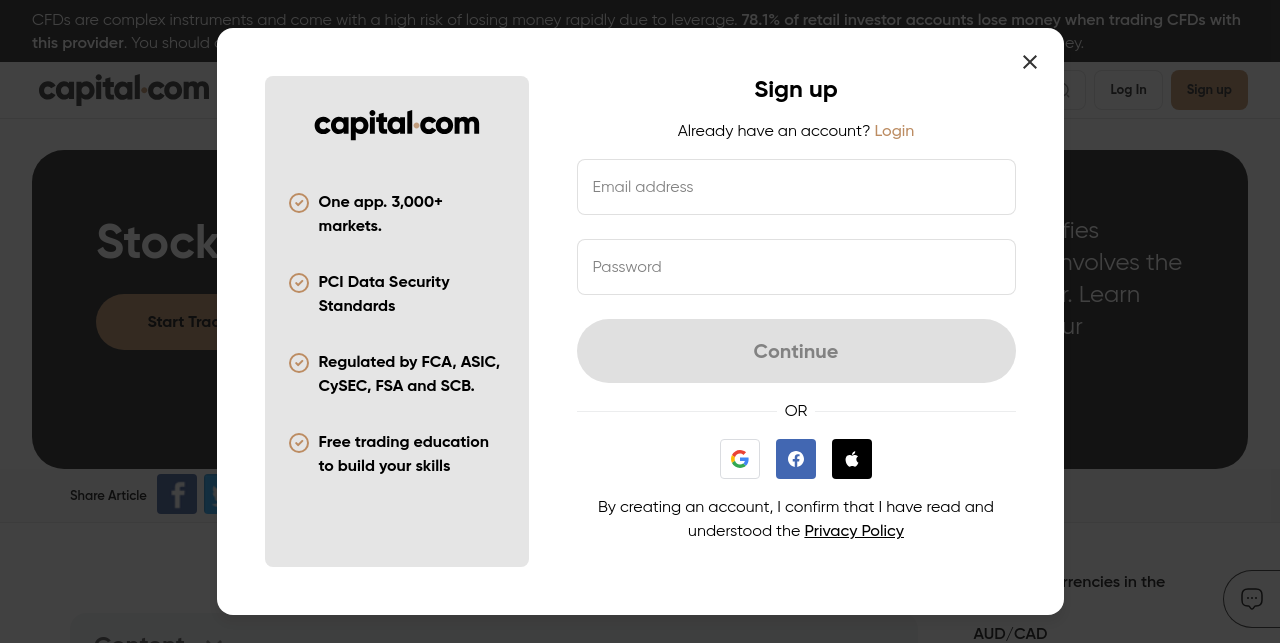 CFDs are complex instruments and come with a high risk of losing money rapidly due to leverage. 78.1% of retail investor accounts lose money when trading CFDs with
this provider. You should
ey.
capital.com
Log In
Sign up
Stock
Start Trad
fies
nvolves the
r. Learn
ur
Share Article
rrencies in the
AUD/CAD
Content
capital.com
One app. 3,000+
markets.
PCI Data Security
Standards
Regulated by FCA, ASIC,
CySEC, FSA and SCB.
Free trading education
to build your skills
Sign up
Already have an account? Login
Email address
Password
Continue
OR
By creating an account, I confirm that I have read and
understood the Privacy Policy